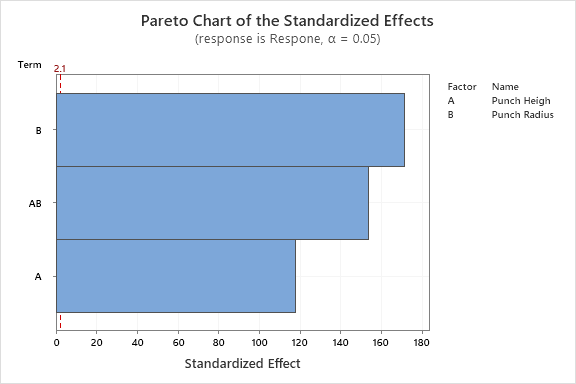 Pareto Chart of the Standardized Effects
(response is Respone, α = 0.05)
Term
2.1
Factor Name
A Punch Heigh
B Punch Radius
B
AB
A
0 20 40 60 80 100 120 140 160 180
Standardized Effect